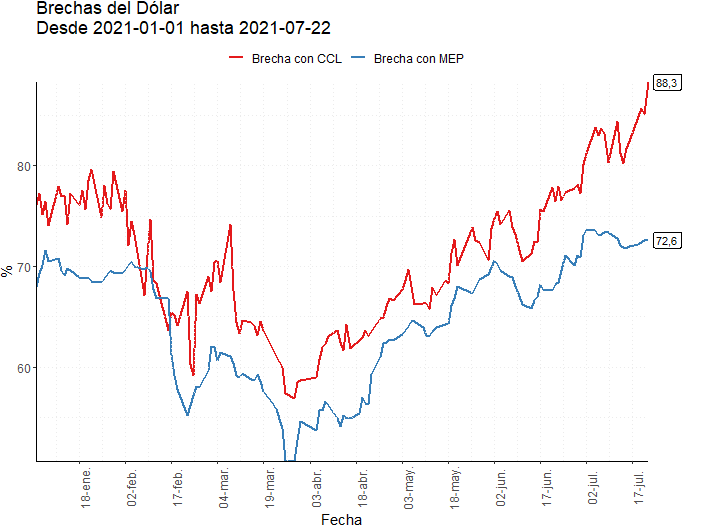 Brechas del Dólar
Desde 2021-01-01 hasta 2021-07-22
Brecha con CCL Brecha con MEP
88,3
80
72,6
70
%
60
18-ene.
02-feb.
17-feb.
04-mar.
19-mar.
03-abr.
18-abr.
03-may.
18-may.
02-jun.
17-jun.
02-jul.
17-jul.
Fecha